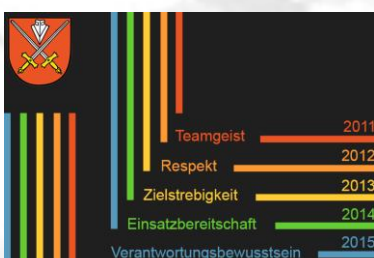 Teamgeist 2011
Respekt 2012
Zielstrebigkeit 2013
Einsatzbereitschaft 2014
Verantwortungsbewusstsein 2015